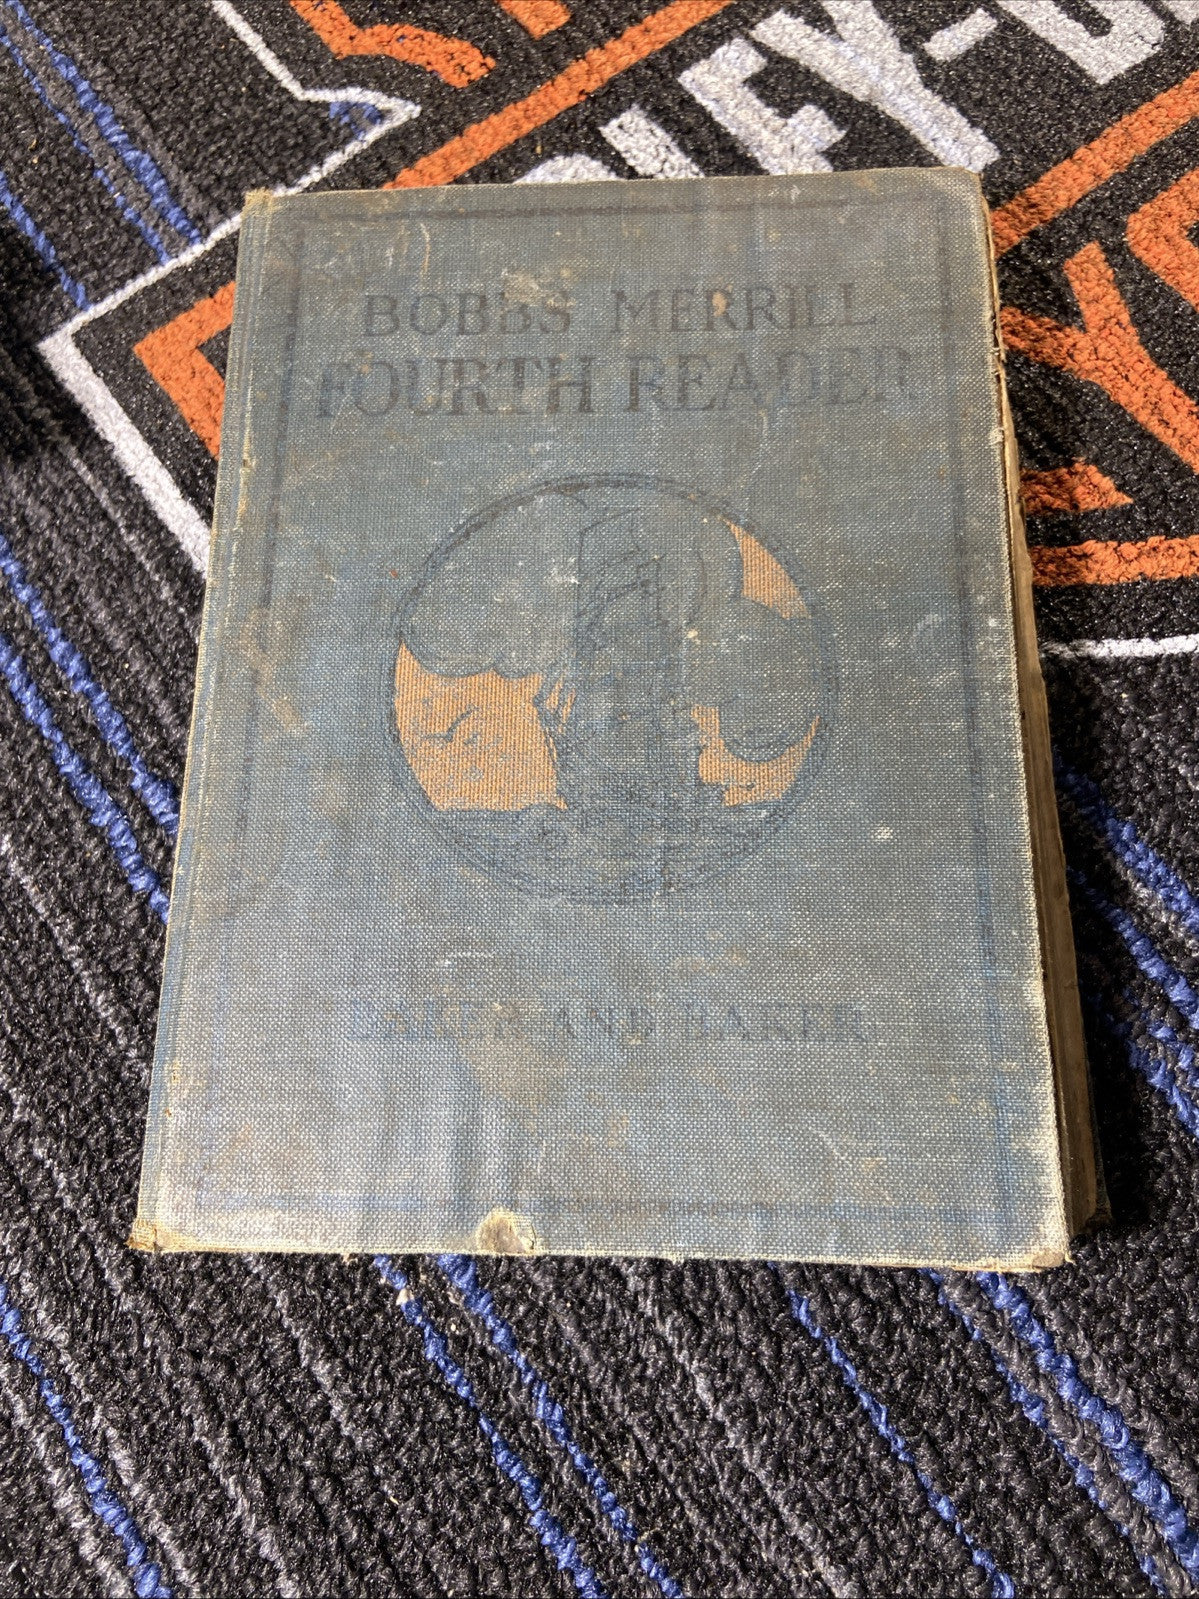 BOBBS MERRILL
FOURTH READER
BAKER AND BAKER